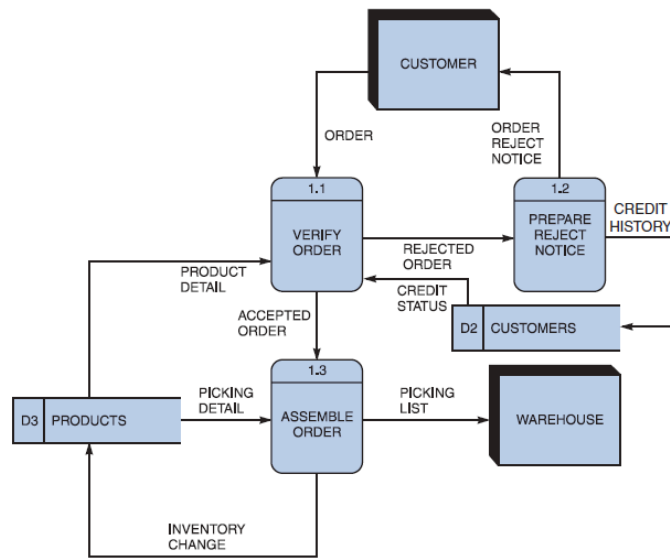 CUSTOMER
ORDER
ORDER
REJECT
NOTICE
1.1
VERIFY
ORDER
1.2
PREPARE
REJECT
NOTICE
CREDIT
HISTORY
REJECTED
ORDER
PRODUCT
DETAIL
CREDIT
STATUS
ACCEPTED
ORDER
D2 CUSTOMERS
1.3
ASSEMBLE
ORDER
D3 PRODUCTS
PICKING
DETAIL
PICKING
LIST
WAREHOUSE
INVENTORY
CHANGE